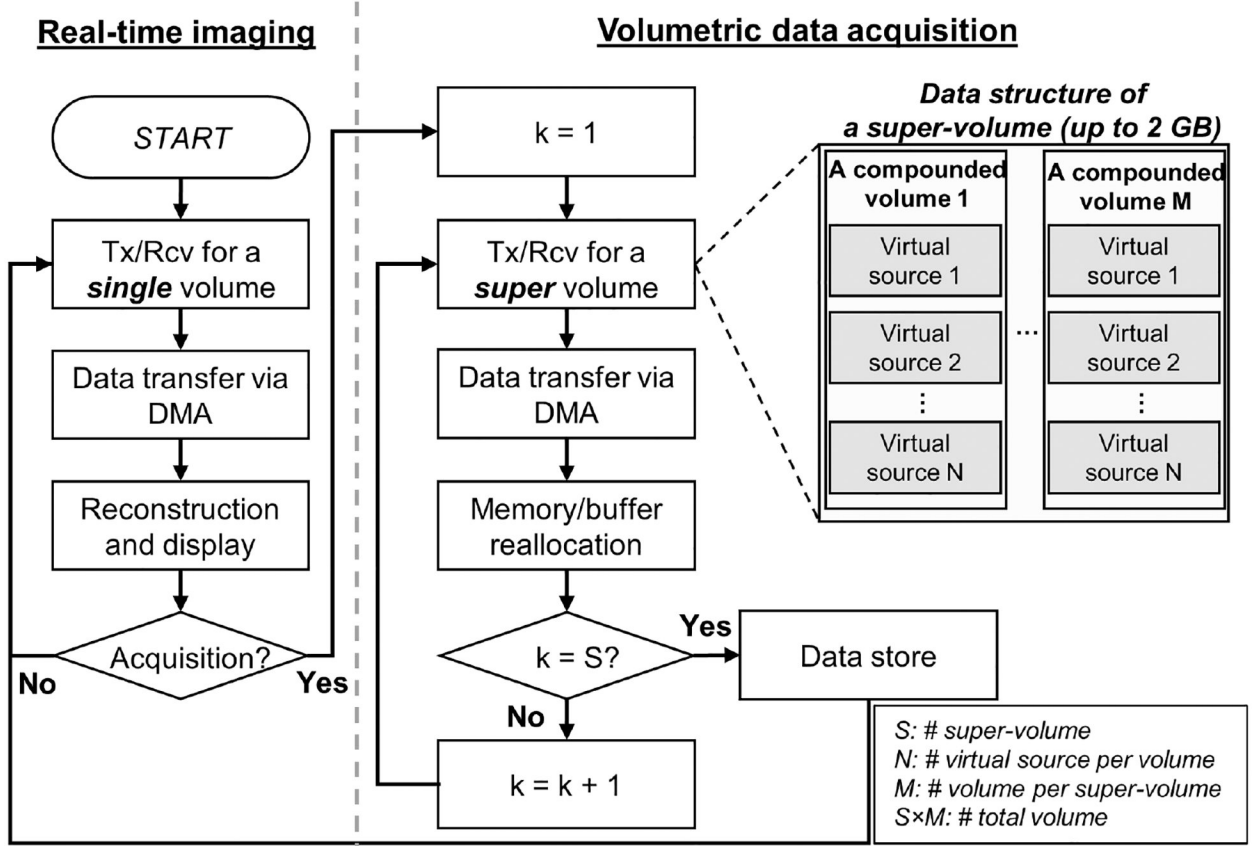 Real-time imaging
START
Tx/Rcv for a
single volume
Data transfer via
DMA
Reconstruction
and display
Acquisition?
No
Yes
Volumetric data acquisition
k = 1
Tx/Rcv for a
super volume
Data transfer via
DMA
Memory/buffer
reallocation
k = S?
Yes
No
Data store
k = k + 1
Data structure of
a super-volume (up to 2 GB)
A compounded
volume 1
Virtual
source 1
Virtual
source 2
⋮
Virtual
source N
...
A compounded
volume M
Virtual
source 1
Virtual
source 2
⋮
Virtual
source N
S: # super-volume
N: # virtual source per volume
M: # volume per super-volume
S×M: # total volume